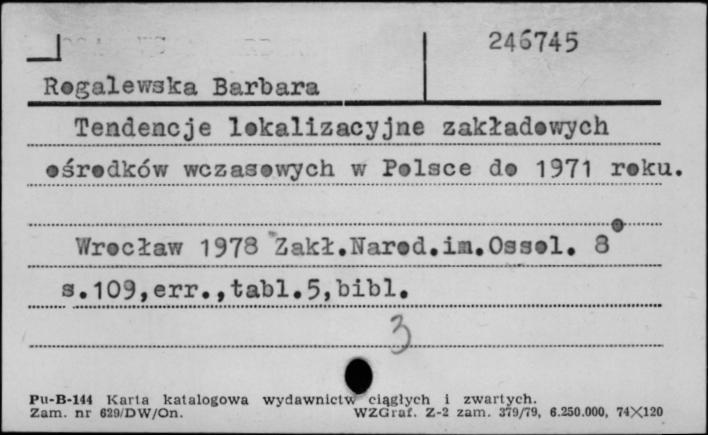 246745
Rogalewska Barbara
Tendencje lokalizacyjne zakładowych
ośrodków wczasowych w Polsce do 1971 roku.
Wrocław 1978 Zakł.Narod.im.Ossol. 8°
s.109,err.,tabl.5,bibl.
3
Pu-B-144 Karta katalogowa wydawnictw ciągłych i zwartych.
Zam. nr 629/DW/On. WZGraf. Z-2 zam. 379/79, 6.250.000, 74×120